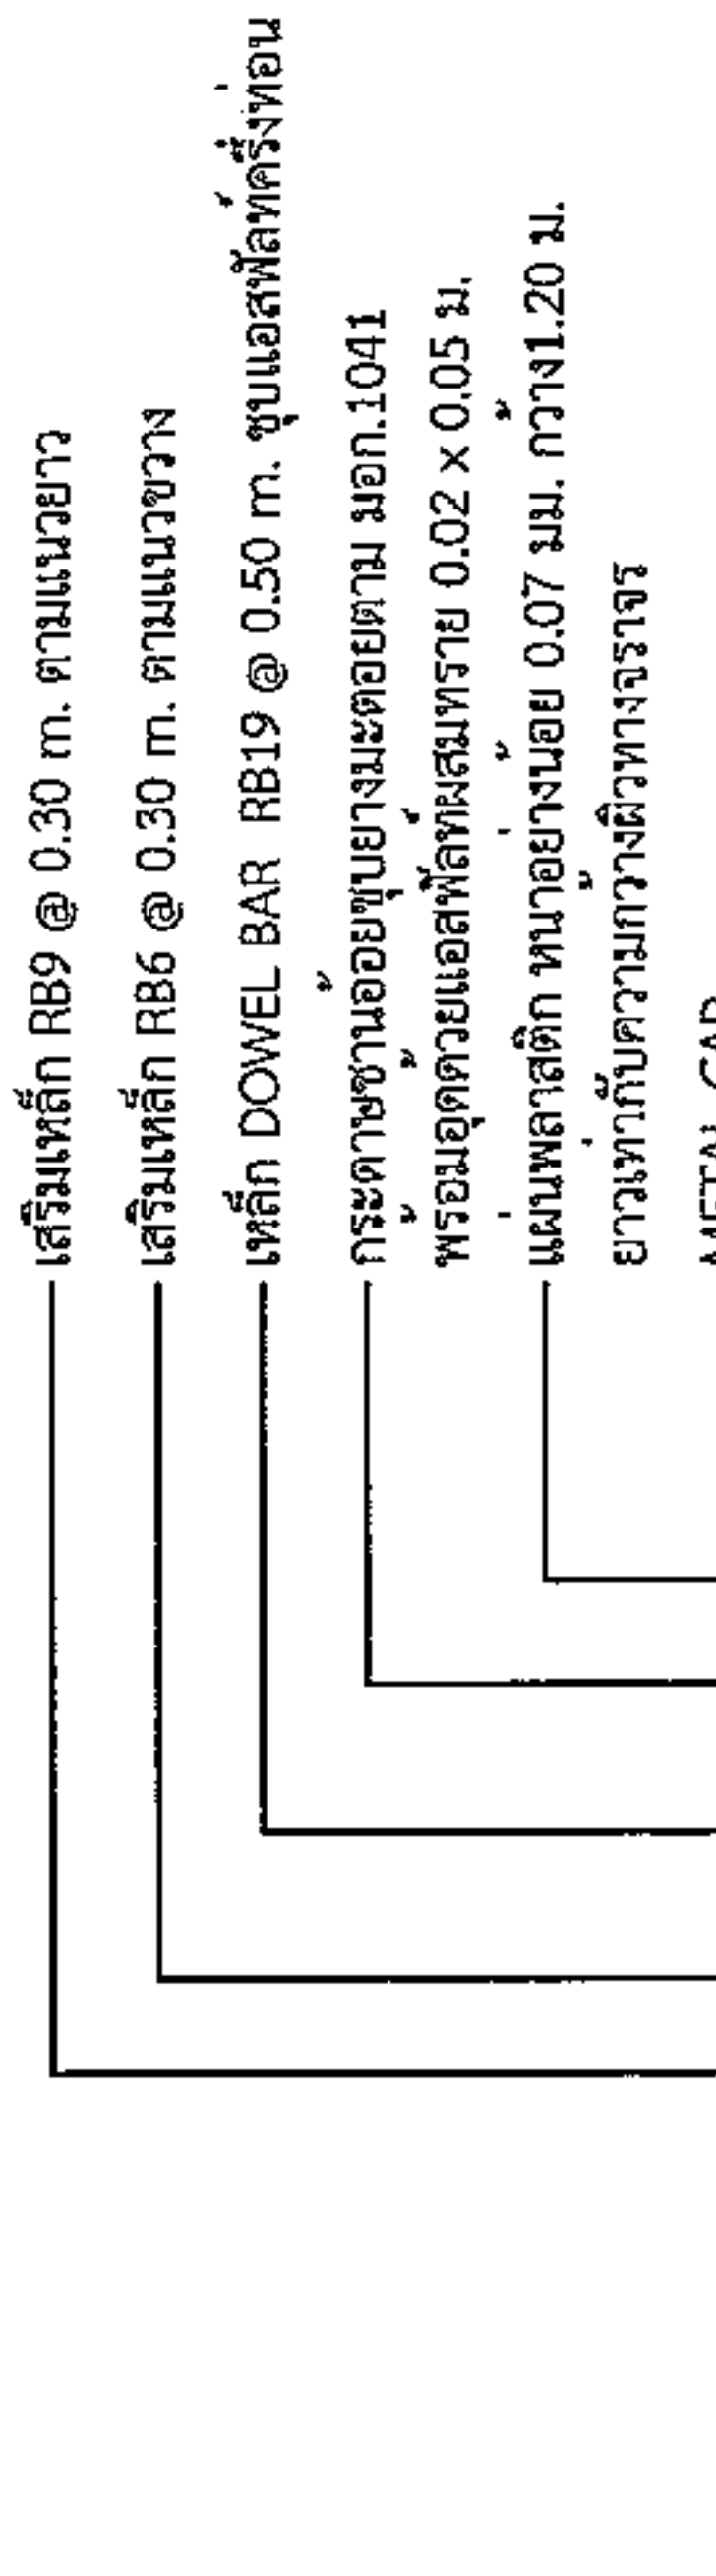 เสริมเหล็ก RB9 @ 0.30 m. ตามแนวยาว
เสริมเหล็ก RB6 @ 0.30 m. ตามแนวขวาง
เหล็ก DOWEL BAR RB19 @ 0.50 m. ชุบแอสฟัลท์ครึ่งท่อน
กระดาษชานอ้อยชุบยางมะตอยตาม มอก.1041
พร้อมอุดด้วยแอสฟัลท์ผสมทราย 0.02 x 0.05 ม.
แผ่นพลาสติก หนาอย่างน้อย 0.07 มม. กว้าง1.20 ม.
ยาวเท่ากับความกว้างผิวทางจราจร
METAL CAP